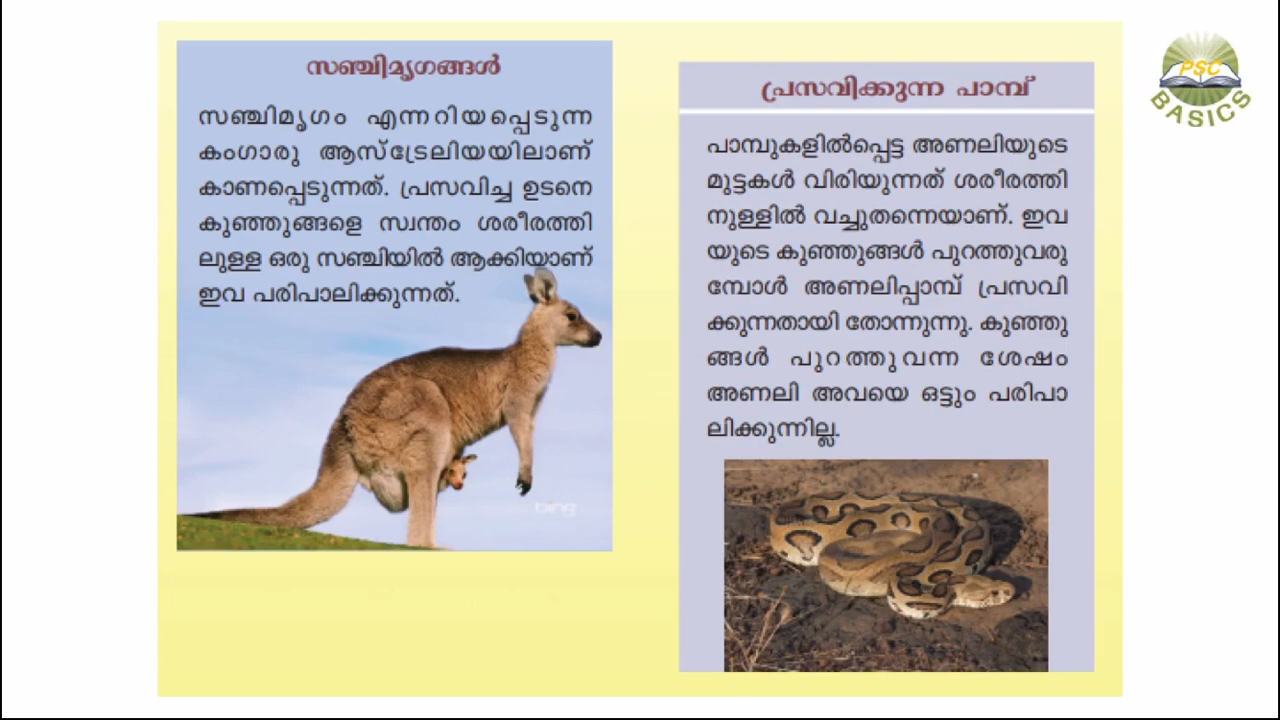 സഞ്ചിമൃഗങ്ങൾ
സഞ്ചിമൃഗം എന്നറിയപ്പെടുന്ന
കംഗാരു ആസ്ട്രേലിയയിലാണ്
കാണപ്പെടുന്നത്. പ്രസവിച്ച ഉടനെ
കുഞ്ഞുങ്ങളെ സ്വന്തം ശരീരത്തി
ലുള്ള ഒരു സഞ്ചിയിൽ ആക്കിയാണ്
ഇവ പരിപാലിക്കുന്നത്.
bing
പ്രസവിക്കുന്ന പാമ്പ്
പാമ്പുകളിൽപ്പെട്ട അണലിയുടെ
മുട്ടകൾ വിരിയുന്നത് ശരീരത്തി
നുള്ളിൽ വച്ചുതന്നെയാണ്. ഇവ
യുടെ കുഞ്ഞുങ്ങൾ പുറത്തുവരു
മ്പോൾ അണലിപ്പാമ്പ് പ്രസവി
ക്കുന്നതായി തോന്നുന്നു. കുഞ്ഞു
ങ്ങൾ പുറത്തുവന്ന ശേഷം
അണലി അവയെ ഒട്ടും പരിപാ
ലിക്കുന്നില്ല.
PSC
BASICS